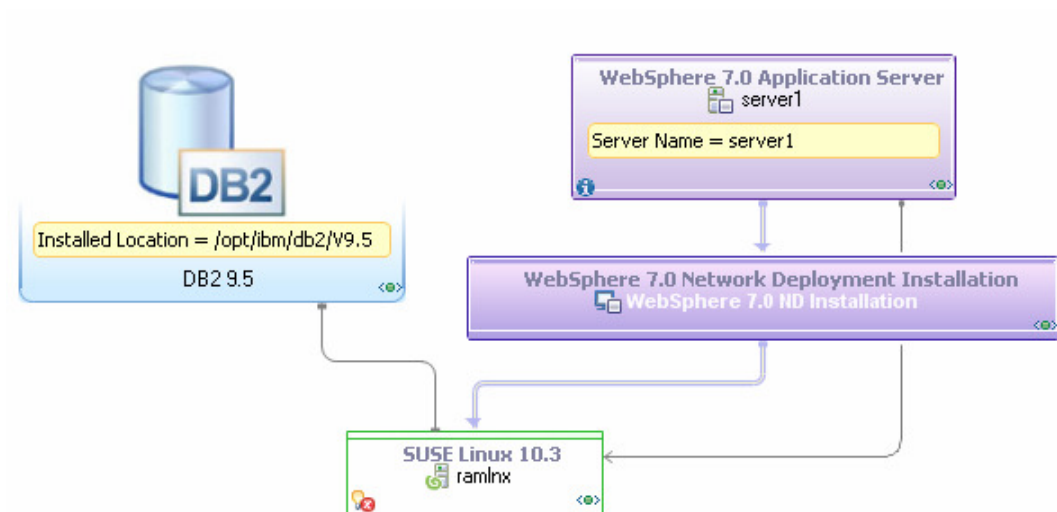 DB2
Installed Location = /opt/ibm/db2/V9.5
DB2 9.5
WebSphere 7.0 Application Server
server1
Server Name = server1
WebSphere 7.0 Network Deployment Installation
WebSphere 7.0 ND Installation
SUSE Linux 10.3
ramlnx